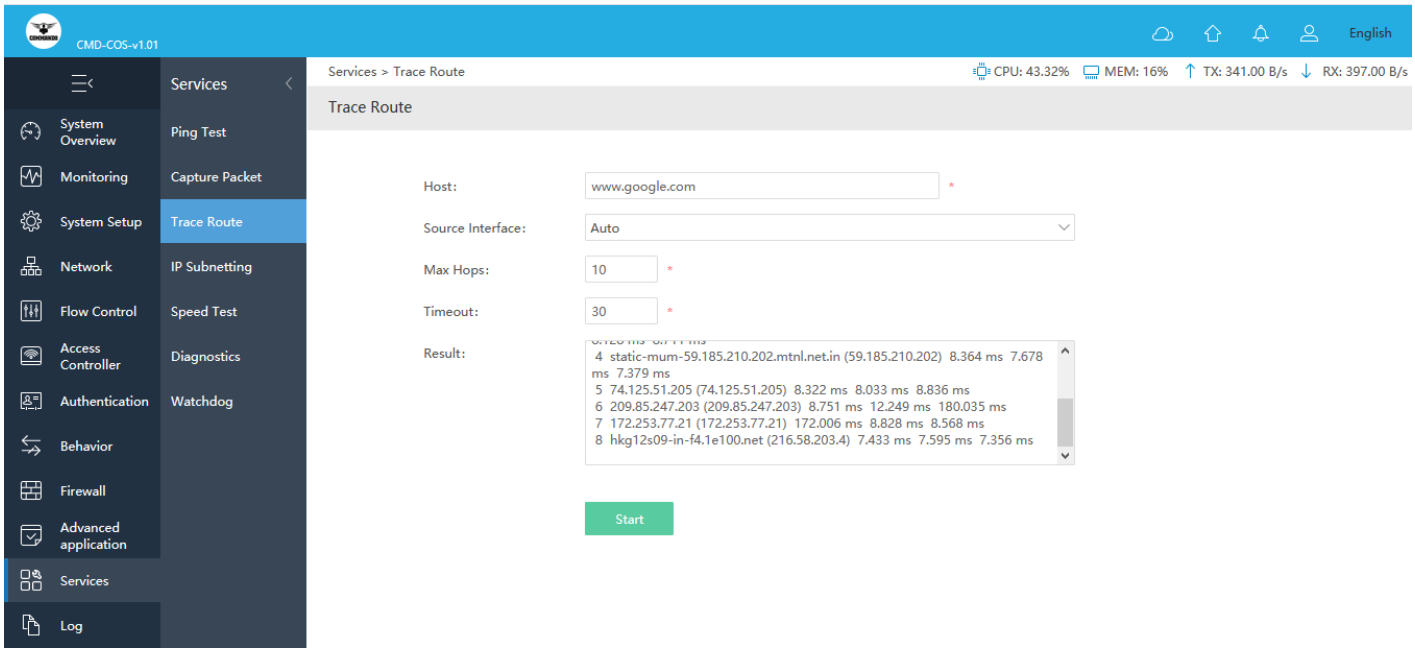 COMMANDO
CMD-COS-v1.01
English
Services
Services > Trace Route
CPU: 43.32% MEM: 16% TX: 341.00 B/s RX: 397.00 B/s
Trace Route
System
Overview
Monitoring
System Setup
Network
Flow Control
Access
Controller
Authentication
Behavior
Firewall
Advanced
application
Services
Log
Ping Test
Capture Packet
Trace Route
IP Subnetting
Speed Test
Diagnostics
Watchdog
Host: www.google.com *
Source Interface: Auto
Max Hops: 10 *
Timeout: 30 *
Result:
4 static-mum-59.185.210.202.mtnl.net.in (59.185.210.202) 8.364 ms 7.678
ms 7.379 ms
5 74.125.51.205 (74.125.51.205) 8.322 ms 8.033 ms 8.836 ms
6 209.85.247.203 (209.85.247.203) 8.751 ms 12.249 ms 180.035 ms
7 172.253.77.21 (172.253.77.21) 172.006 ms 8.828 ms 8.568 ms
8 hkg12s09-in-f4.1e100.net (216.58.203.4) 7.433 ms 7.595 ms 7.356 ms
Start